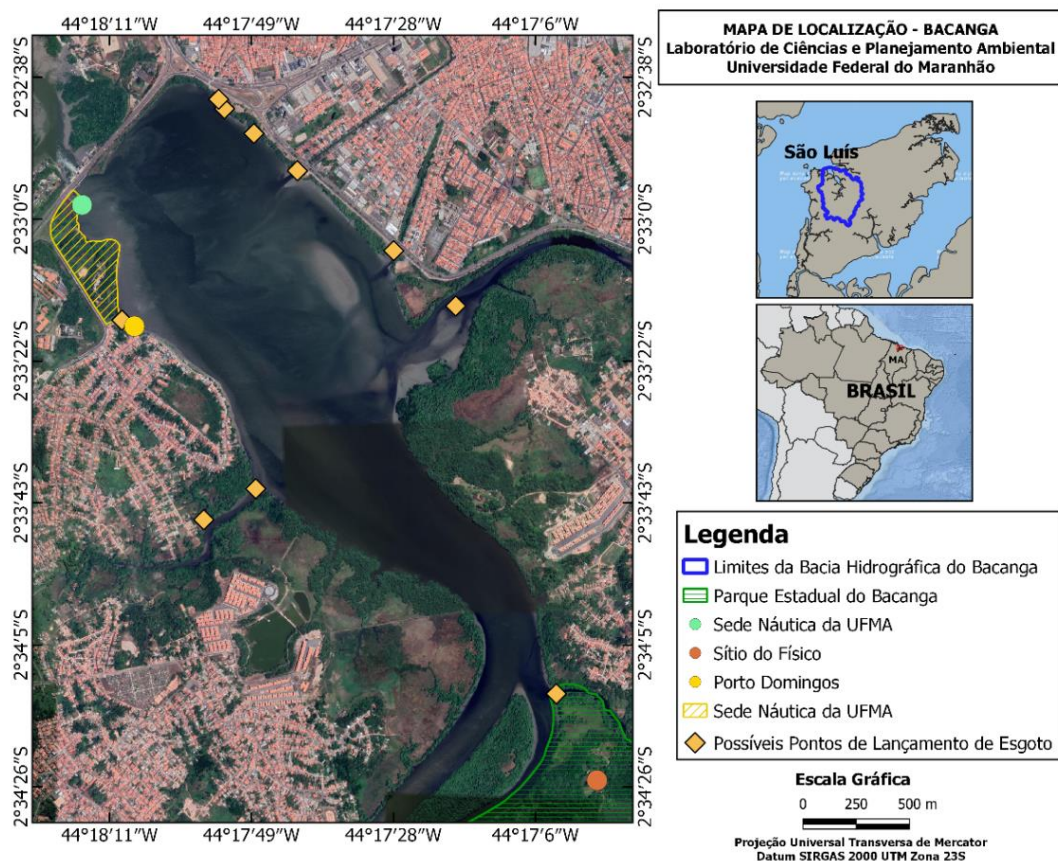 44°18'11"W 44°17'49"W 44°17'28"W 44°17'6"W
2°32'38"S
2°33'0"S
2°33'22"S
2°33'43"S
2°34'5"S
2°34'26"S
2°32'38"S
2°33'0"S
2°33'22"S
2°33'43"S
2°34'5"S
2°34'26"S
44°18'11"W 44°17'49"W 44°17'28"W 44°17'6"W
MAPA DE LOCALIZAÇÃO - BACANGA
Laboratório de Ciências e Planejamento Ambiental
Universidade Federal do Maranhão
São Luís
MA
BRASIL
Legenda
Limites da Bacia Hidrográfica do Bacanga
Parque Estadual do Bacanga
Sede Náutica da UFMA
Sítio do Físico
Porto Domingos
Sede Náutica da UFMA
Possíveis Pontos de Lançamento de Esgoto
Escala Gráfica
0 250 500 m
Projeção Universal Transversa de Mercator
Datum SIRGAS 2000 UTM Zona 23S